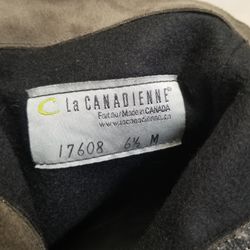 La CANADIENNE®
Fait au / Made in CANADA
www.lacanadienne.ca
17608 6½ M